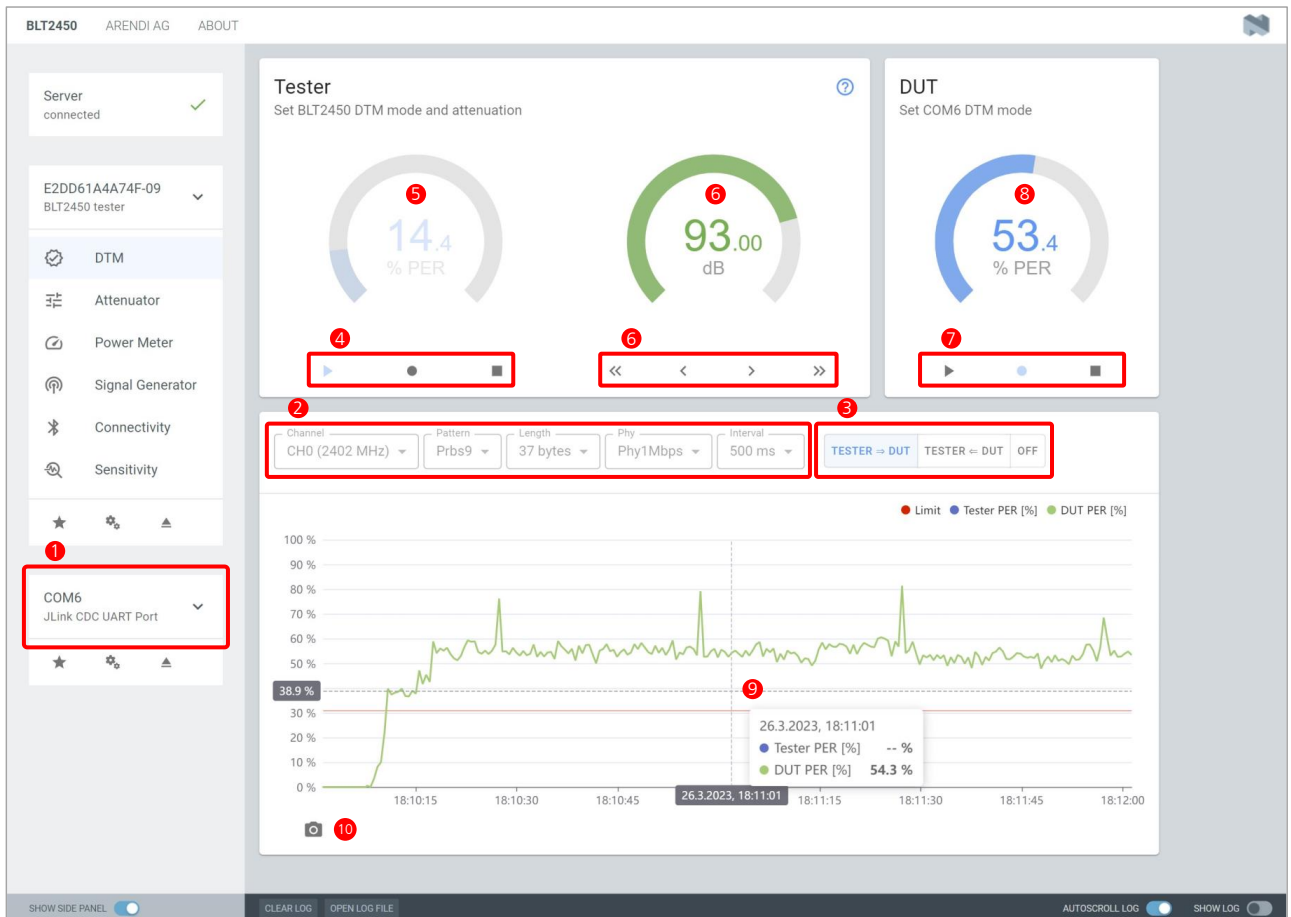 BLT2450 ARENDI AG ABOUT
Server
connected
E2DD61A4A74F-09
BLT2450 tester
DTM
Attenuator
Power Meter
Signal Generator
Connectivity
Sensitivity
1
COM6
JLink CDC UART Port
Tester
Set BLT2450 DTM mode and attenuation
5
14.4
% PER
6
93.00
dB
4
6
DUT
Set COM6 DTM mode
8
53.4
% PER
7
2
3
Channel Pattern Length Phy Interval
CH0 (2402 MHz) Prbs9 37 bytes Phy1Mbps 500 ms
TESTER ⇒ DUT TESTER ⇐ DUT OFF
Limit Tester PER [%] DUT PER [%]
100 %
90 %
80 %
70 %
60 %
50 %
38.9 %
30 %
20 %
10 %
0 %
9
26.3.2023, 18:11:01
Tester PER [%] -- %
DUT PER [%] 54.3 %
18:10:15 18:10:30 18:10:45 26.3.2023, 18:11:01 18:11:15 18:11:30 18:11:45 18:12:00
10
SHOW SIDE PANEL CLEAR LOG OPEN LOG FILE AUTOSCROLL LOG SHOW LOG